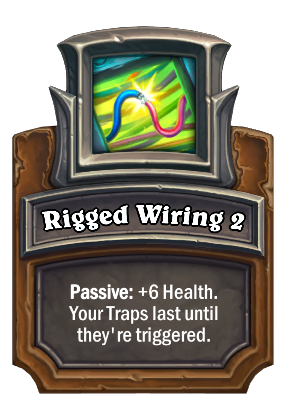 Rigged Wiring 2
Passive: +6 Health.
Your Traps last until
they're triggered.